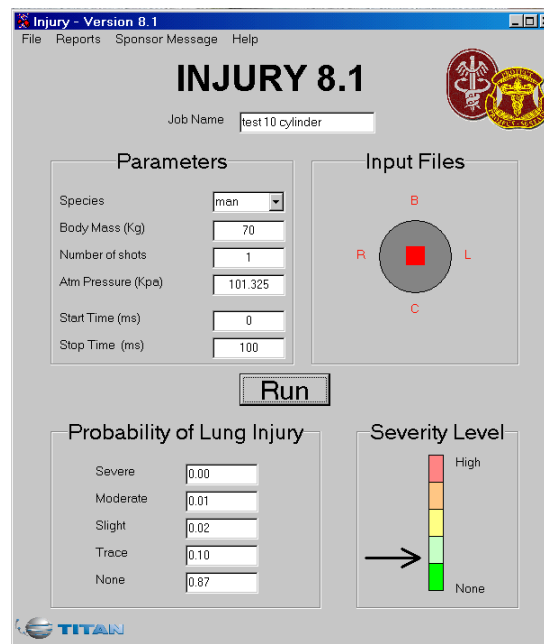 Injury - Version 8.1
File Reports Sponsor Message Help
INJURY 8.1
Job Name test 10 cylinder
Parameters
Species man
Body Mass (Kg) 70
Number of shots 1
Atm Pressure (Kpa) 101.325
Start Time (ms) 0
Stop Time (ms) 100
Input Files
B
R L
C
Run
Probability of Lung Injury
Severe 0.00
Moderate 0.01
Slight 0.02
Trace 0.10
None 0.87
Severity Level
High
None
TITAN